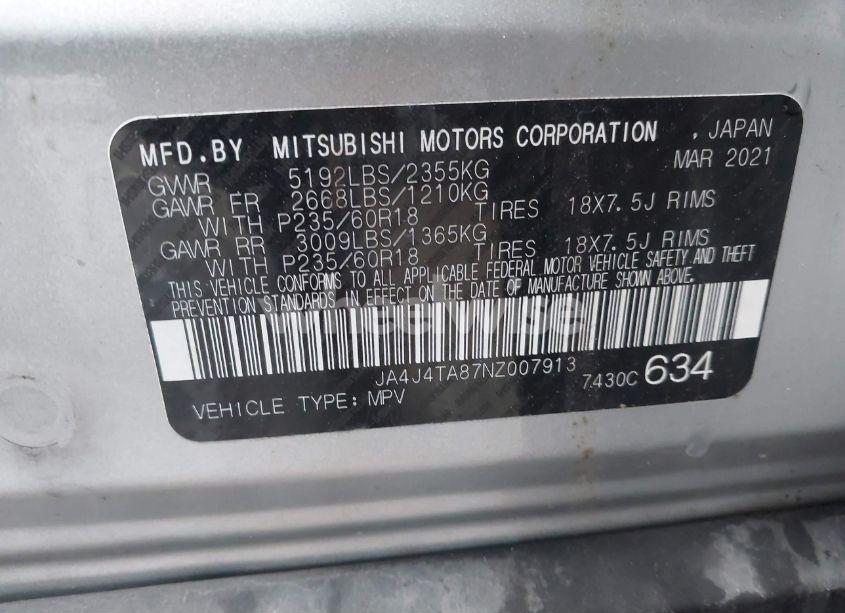 MFD.BY MITSUBISHI MOTORS CORPORATION , JAPAN
MAR 2021
GVWR 5192LBS/2355KG
GAWR FR 2668LBS/1210KG
WITH P235/60R18 TIRES 18X7.5J RIMS
GAWR RR 3009LBS/1365KG
WITH P235/60R18 TIRES 18X7.5J RIMS
THIS VEHICLE CONFORMS TO ALL APPLICABLE FEDERAL MOTOR VEHICLE SAFETY AND THEFT
PREVENTION STANDARDS IN EFFECT ON THE DATE OF MANUFACTURE SHOWN ABOVE.
wheelwise
JA4J4TA87NZ007913
7430C 634
VEHICLE TYPE: MPV